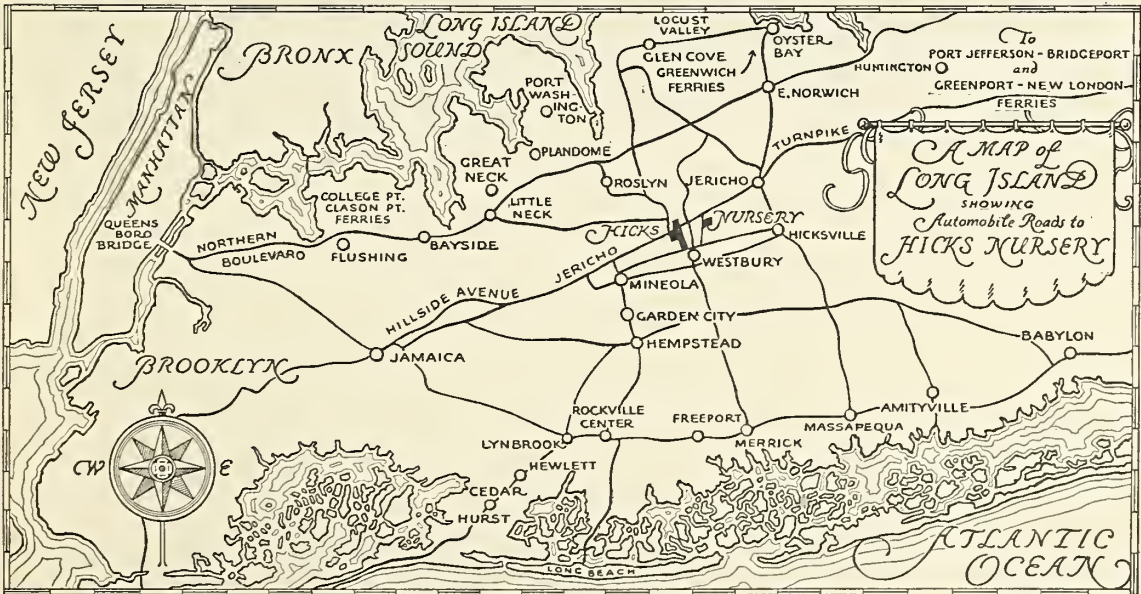 NEW JERSEY
MANHATTAN
BRONX
LONG ISLAND
SOUND
LOCUST
VALLEY
GLEN COVE
OYSTER
BAY
GREENWICH
FERRIES
PORT
WASH-
ING-
TON
E. NORWICH
HUNTINGTON
To
PORT JEFFERSON - BRIDGEPORT
and
GREENPORT - NEW LONDON
FERRIES
A MAP of
LONG ISLAND
SHOWING
Automobile Roads to
HICKS NURSERY
TURNPIKE
PLANDOME
GREAT
NECK
ROSLYN
JERICHO
COLLEGE PT.
CLASON PT.
FERRIES
LITTLE
NECK
QUEENS
BORO
BRIDGE
NORTHERN
BOULEVARD
FLUSHING
BAYSIDE
HICKS
NURSERY
HICKSVILLE
JERICHO
WESTBURY
MINEOLA
HILLSIDE AVENUE
GARDEN CITY
HEMPSTEAD
JAMAICA
BROOKLYN
BABYLON
ROCKVILLE
CENTER
FREEPORT
AMITYVILLE
MASSAPEQUA
MERRICK
LYNBROOK
W
E
HEWLETT
CEDAR
HURST
LONG BEACH
ATLANTIC
OCEAN